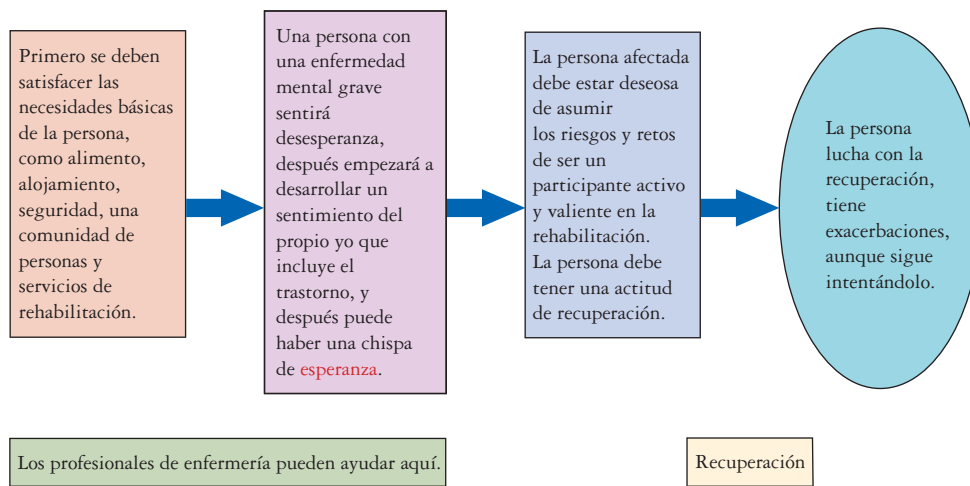 Primero se deben
satisfacer las
necesidades básicas
de la persona,
como alimento,
alojamiento,
seguridad, una
comunidad de
personas y
servicios de
rehabilitación.
Una persona con
una enfermedad
mental grave
sentirá
desesperanza,
después empezará a
desarrollar un
sentimiento del
propio yo que
incluye el
trastorno, y
después puede
haber una chispa
de esperanza.
La persona afectada
debe estar deseosa
de asumir
los riesgos y retos
de ser un
participante activo
y valiente en la
rehabilitación.
La persona debe
tener una actitud
de recuperación.
La persona
lucha con la
recuperación,
tiene
exacerbaciones,
aunque sigue
intentándolo.
Los profesionales de enfermería pueden ayudar aquí.
Recuperación